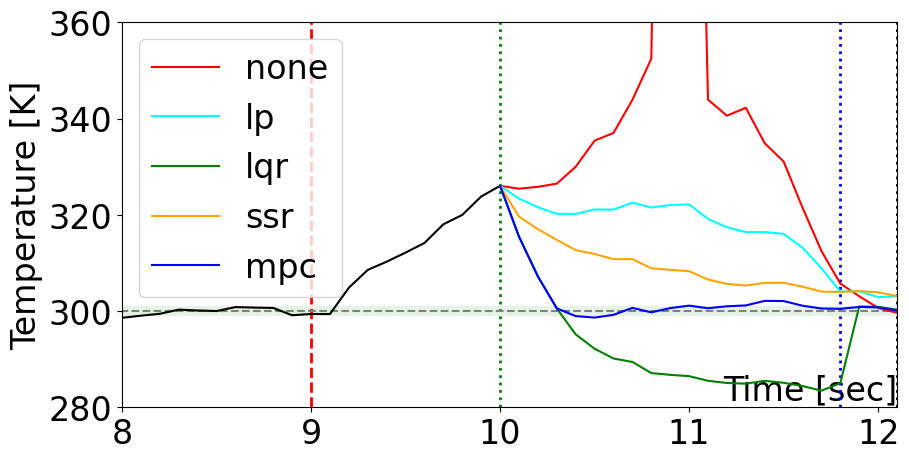 Temperature [K]
360
340
320
300
280
none
lp
lqr
ssr
mpc
Time [sec]
8
9
10
11
12